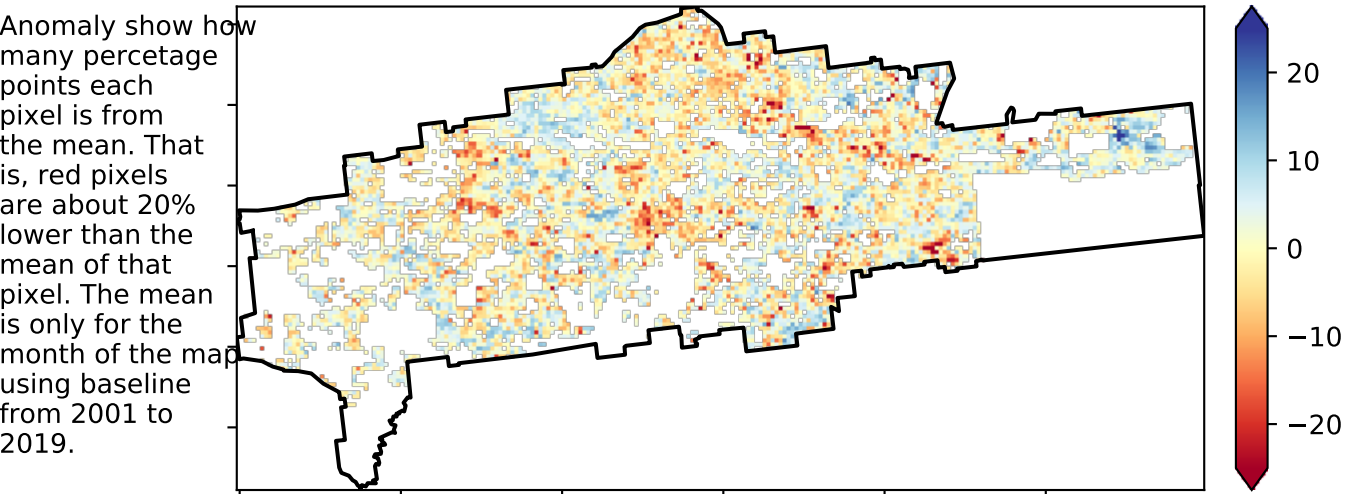 Anomaly show how
many percetage
points each
pixel is from
the mean. That
is, red pixels
are about 20%
lower than the
mean of that
pixel. The mean
is only for the
month of the map
using baseline
from 2001 to
2019.
20
10
0
−10
−20